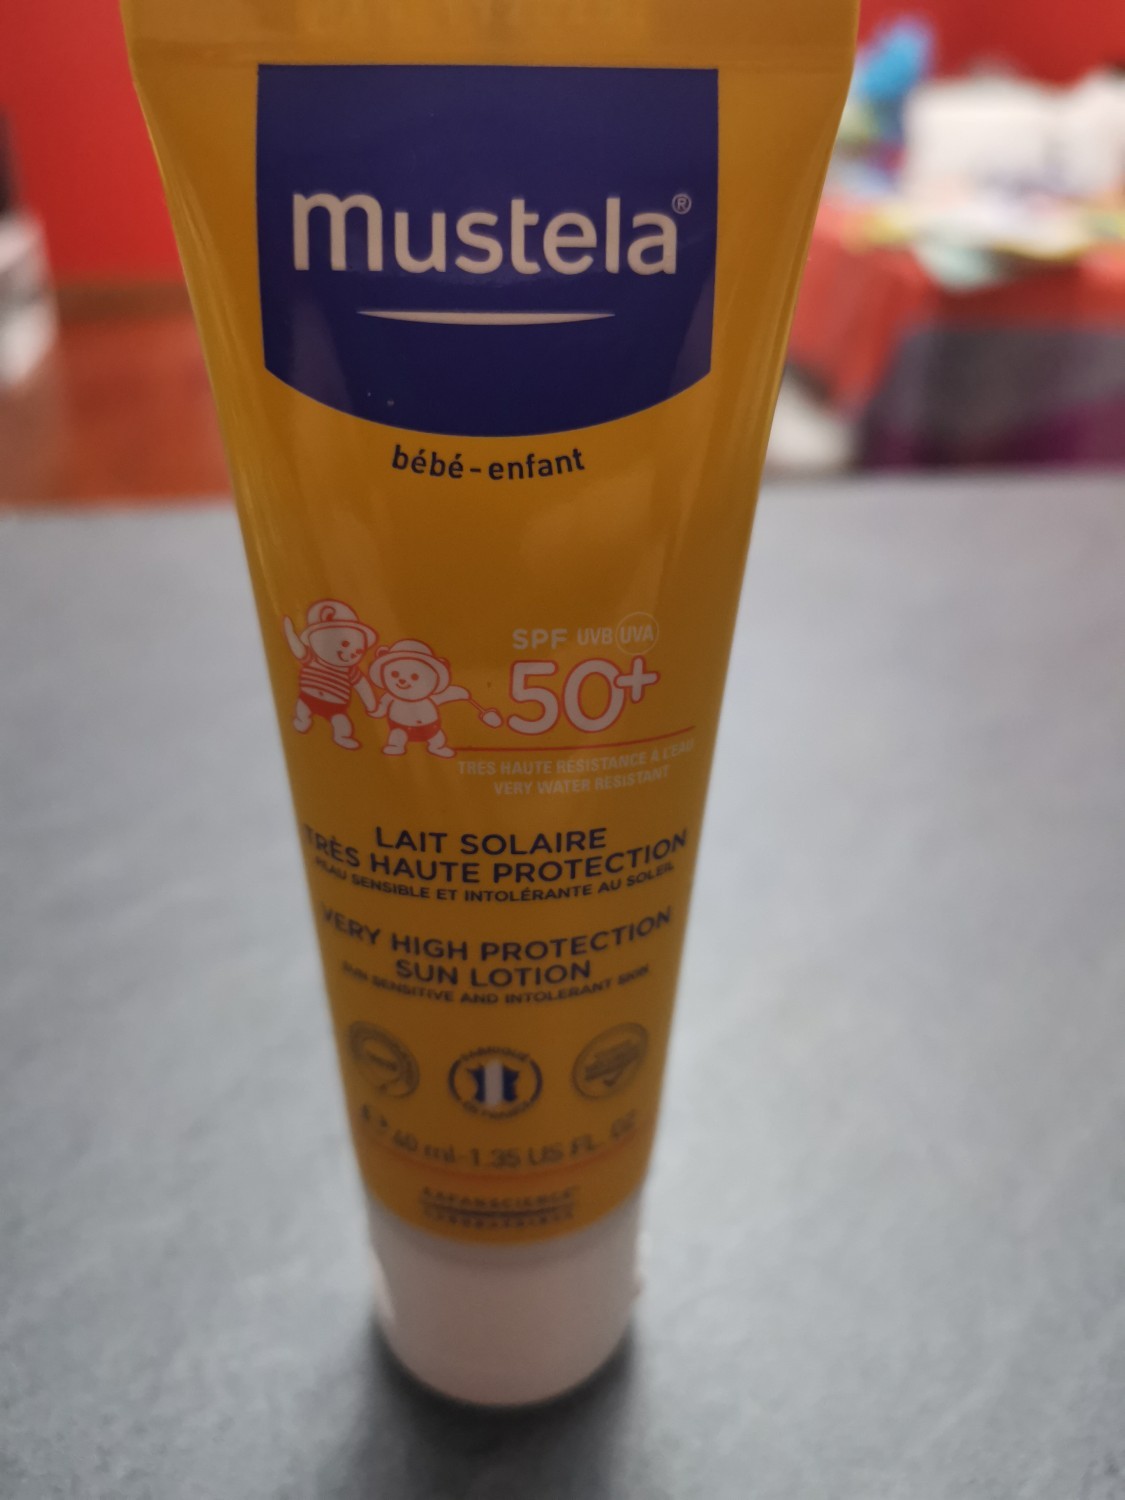 mustela®
bébé-enfant
SPF UVB UVA
50+
TRÈS HAUTE RÉSISTANCE À L'EAU
VERY WATER RESISTANT
LAIT SOLAIRE
TRÈS HAUTE PROTECTION
PEAU SENSIBLE ET INTOLÉRANTE AU SOLEIL
VERY HIGH PROTECTION
SUN LOTION
SUN SENSITIVE AND INTOLERANT SKIN
40 ml-1.35 US FL. OZ